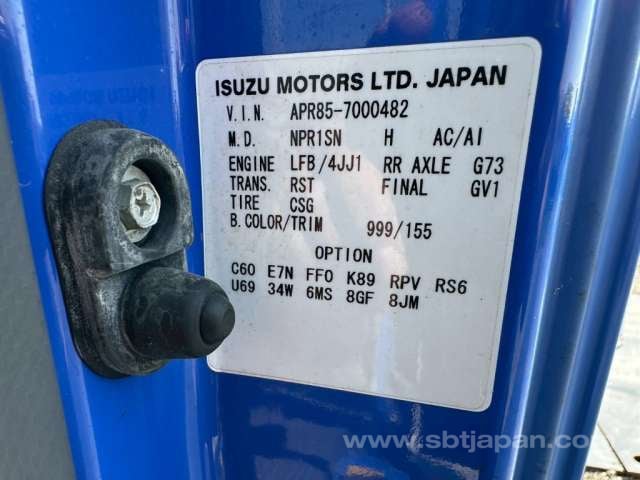 ISUZU MOTORS LTD. JAPAN
V.I.N. APR85-7000482
M.D. NPR1SN H AC/AI
ENGINE LFB/4JJ1 RR AXLE G73
TRANS. RST FINAL GV1
TIRE CSG
B.COLOR/TRIM 999/155
OPTION
C60 E7N FFO K89 RPV RS6
U69 34W 6MS 8GF 8JM
www.sbtjapan.com